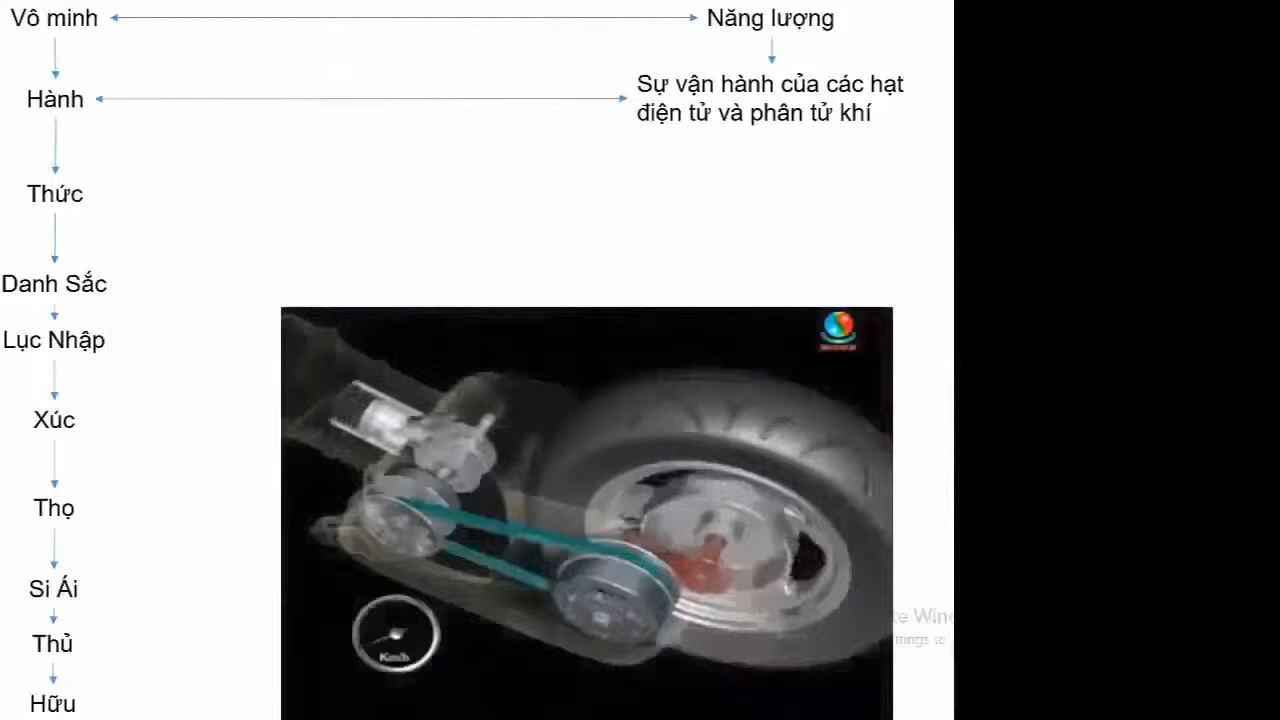 Vô minh
Năng lượng
Hành
Sự vận hành của các hạt
điện tử và phân tử khí
Thức
Danh Sắc
Lục Nhập
Xúc
Thọ
Si Ái
Thủ
Hữu
Km/h